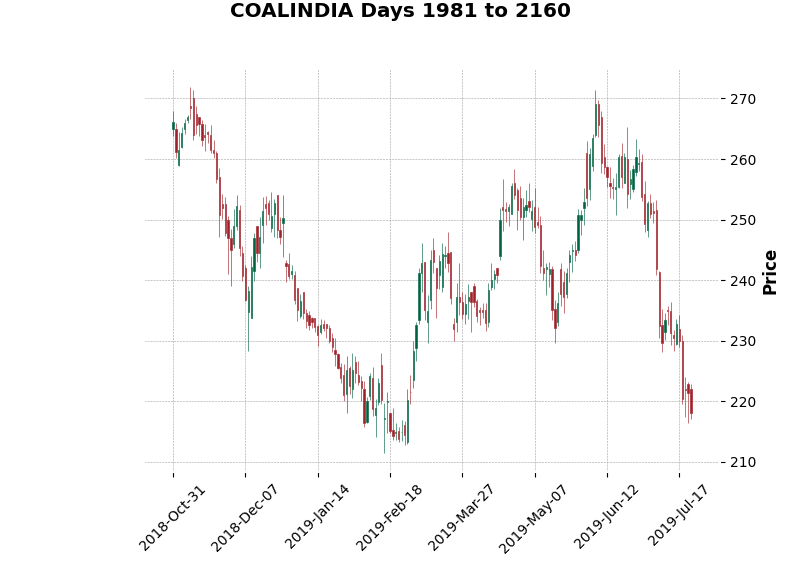 COALINDIA Days 1981 to 2160
270
260
250
240
230
220
210
Price
2018-Oct-31
2018-Dec-07
2019-Jan-14
2019-Feb-18
2019-Mar-27
2019-May-07
2019-Jun-12
2019-Jul-17